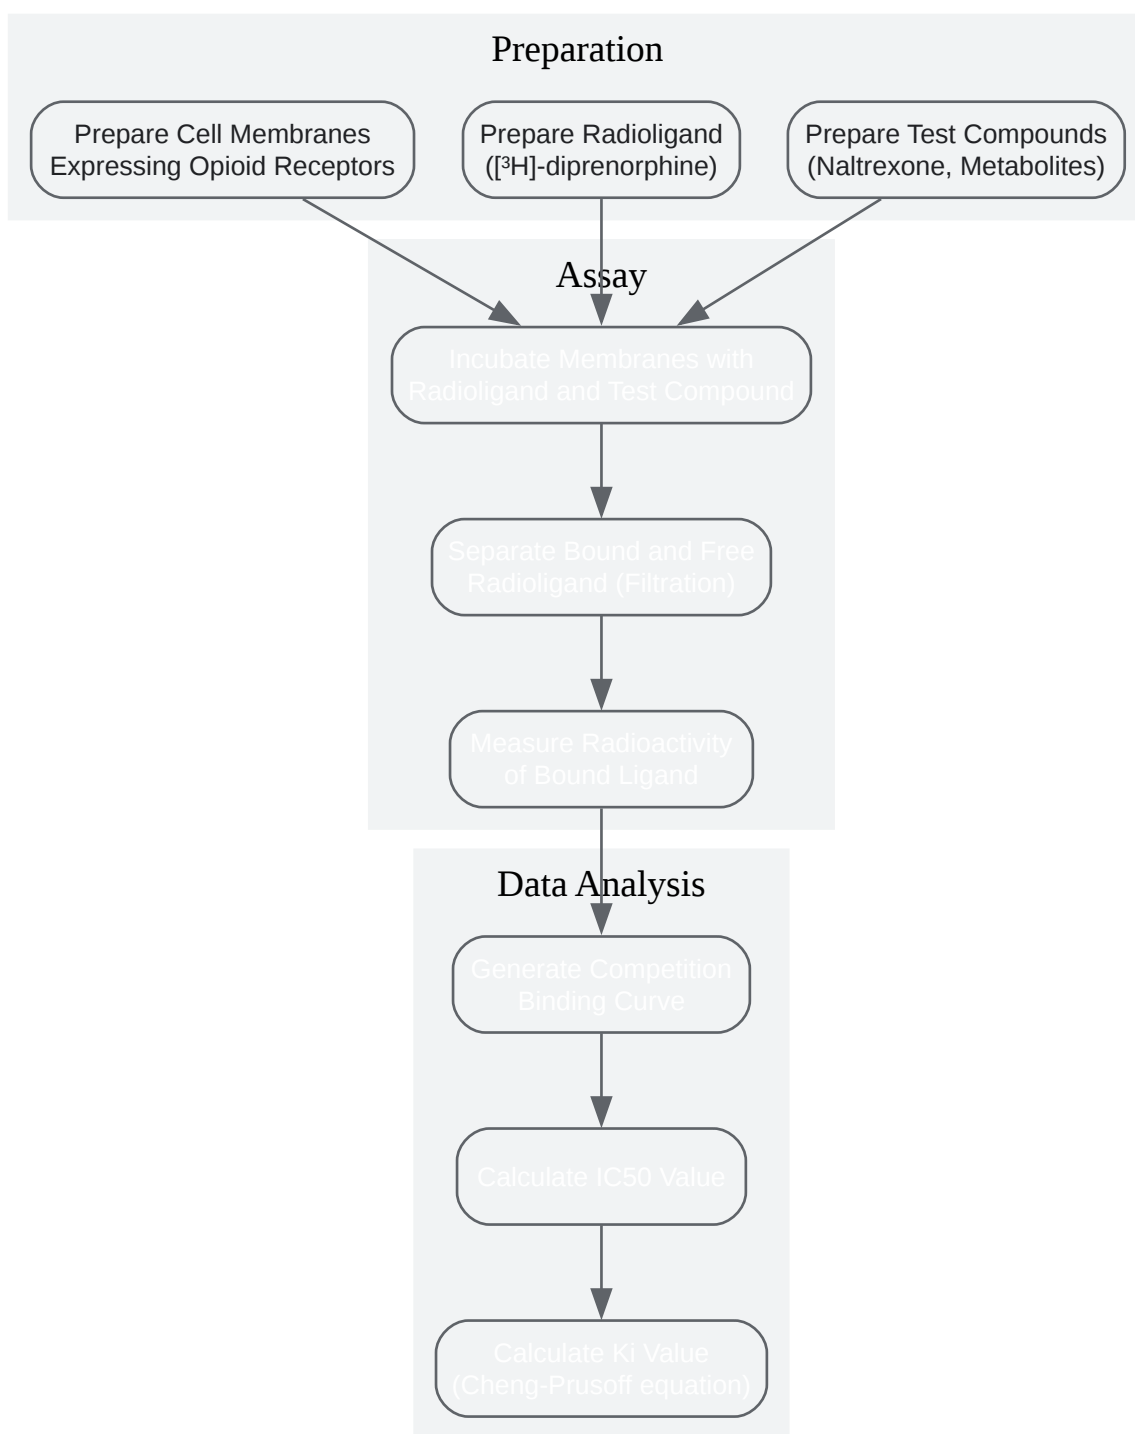 Preparation
Prepare Cell Membranes
Expressing Opioid Receptors
Prepare Radioligand
([³H]-diprenorphine)
Prepare Test Compounds
(Naltrexone, Metabolites)
Assay
Incubate Membranes with
Radioligand and Test Compound
Separate Bound and Free
Radioligand (Filtration)
Measure Radioactivity
of Bound Ligand
Data Analysis
Generate Competition
Binding Curve
Calculate IC50 Value
Calculate Ki Value
(Cheng-Prusoff equation)